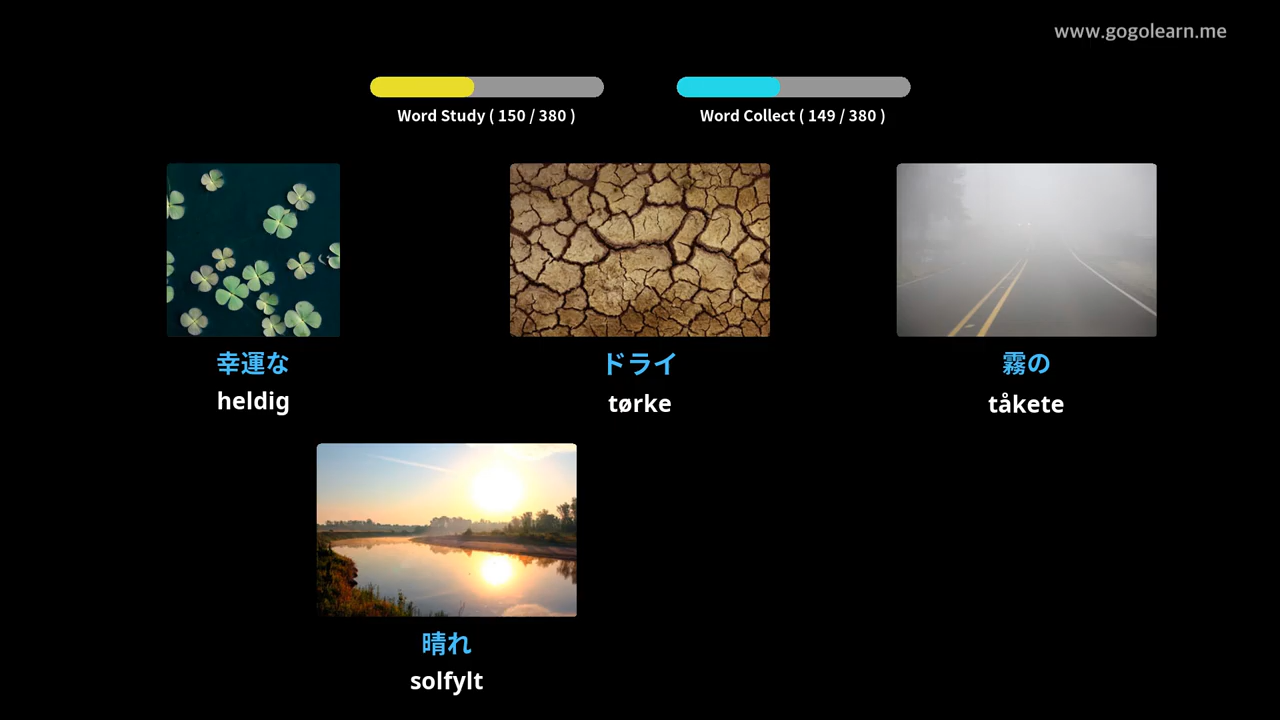 www.gogolearn.me
Word Study ( 150 / 380 )
Word Collect ( 149 / 380 )
幸運な
heldig
ドライ
tørke
霧の
tåkete
晴れ
solfylt